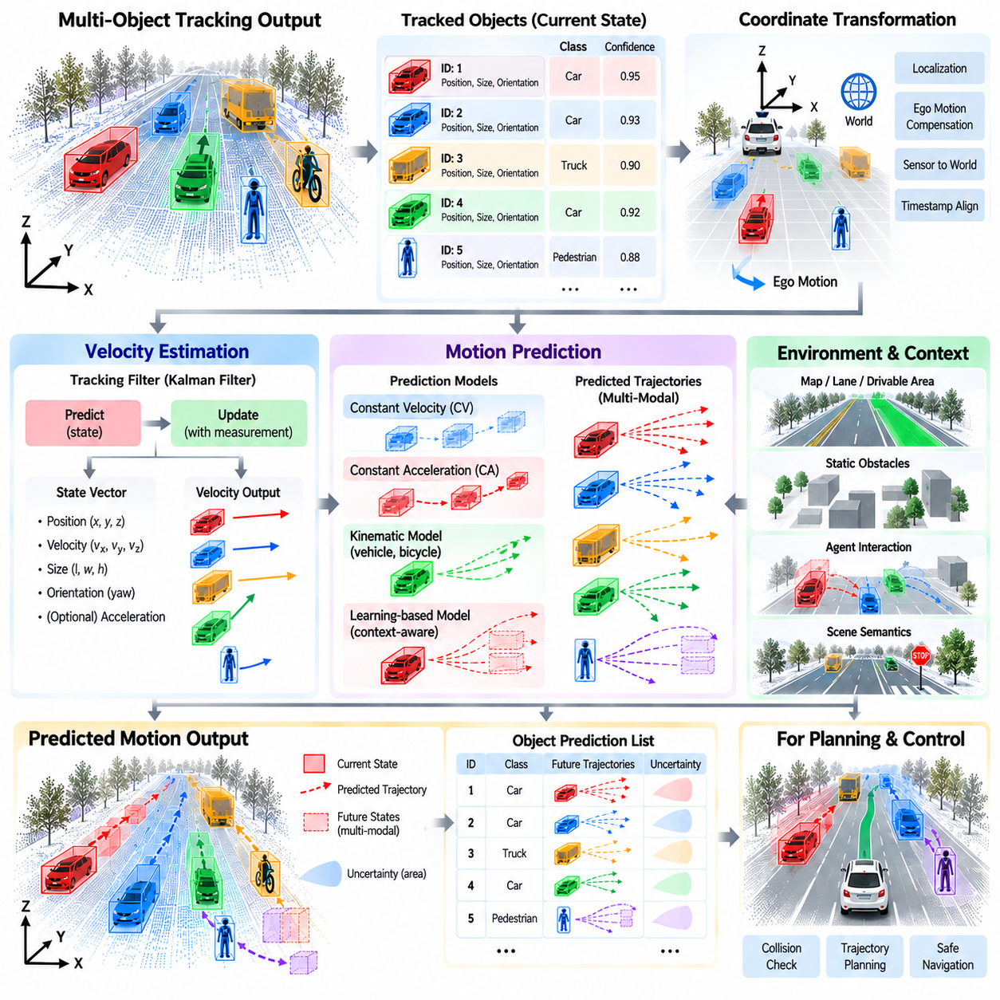 Multi-Object Tracking Output
Z
Y
X
Tracked Objects (Current State)
Class
Confidence
ID: 1
Position, Size, Orientation
Car
0.95
ID: 2
Position, Size, Orientation
Car
0.93
ID: 3
Position, Size, Orientation
Truck
0.90
ID: 4
Position, Size, Orientation
Car
0.92
ID: 5
Position, Size, Orientation
Pedestrian
0.88
...
...
Coordinate Transformation
Z
Y
X
World
Ego Motion
Localization
Ego Motion
Compensation
Sensor to World
Timestamp Align
Velocity Estimation
Tracking Filter (Kalman Filter)
Predict
(state)
Update
(with measurement)
State Vector
• Position (x, y, z)
• Velocity (vx, vy, vz)
• Size (l, w, h)
• Orientation (yaw)
• (Optional) Acceleration
Velocity Output
Motion Prediction
Prediction Models
Constant Velocity (CV)
Constant Acceleration (CA)
Kinematic Model
(vehicle, bicycle)
Learning-based Model
(context-aware)
Predicted Trajectories
(Multi-Modal)
Environment & Context
Map / Lane / Drivable Area
Static Obstacles
Agent Interaction
Scene Semantics
STOP
Predicted Motion Output
Z
Y
X
Current State
Predicted Trajectory
Future States
(multi-modal)
Uncertainty (area)
Object Prediction List
ID
Class
Future Trajectories
Uncertainty
1
Car
2
Car
3
Truck
4
Car
5
Pedestrian
...
...
For Planning & Control
Collision
Check
Trajectory
Planning
Safe
Navigation